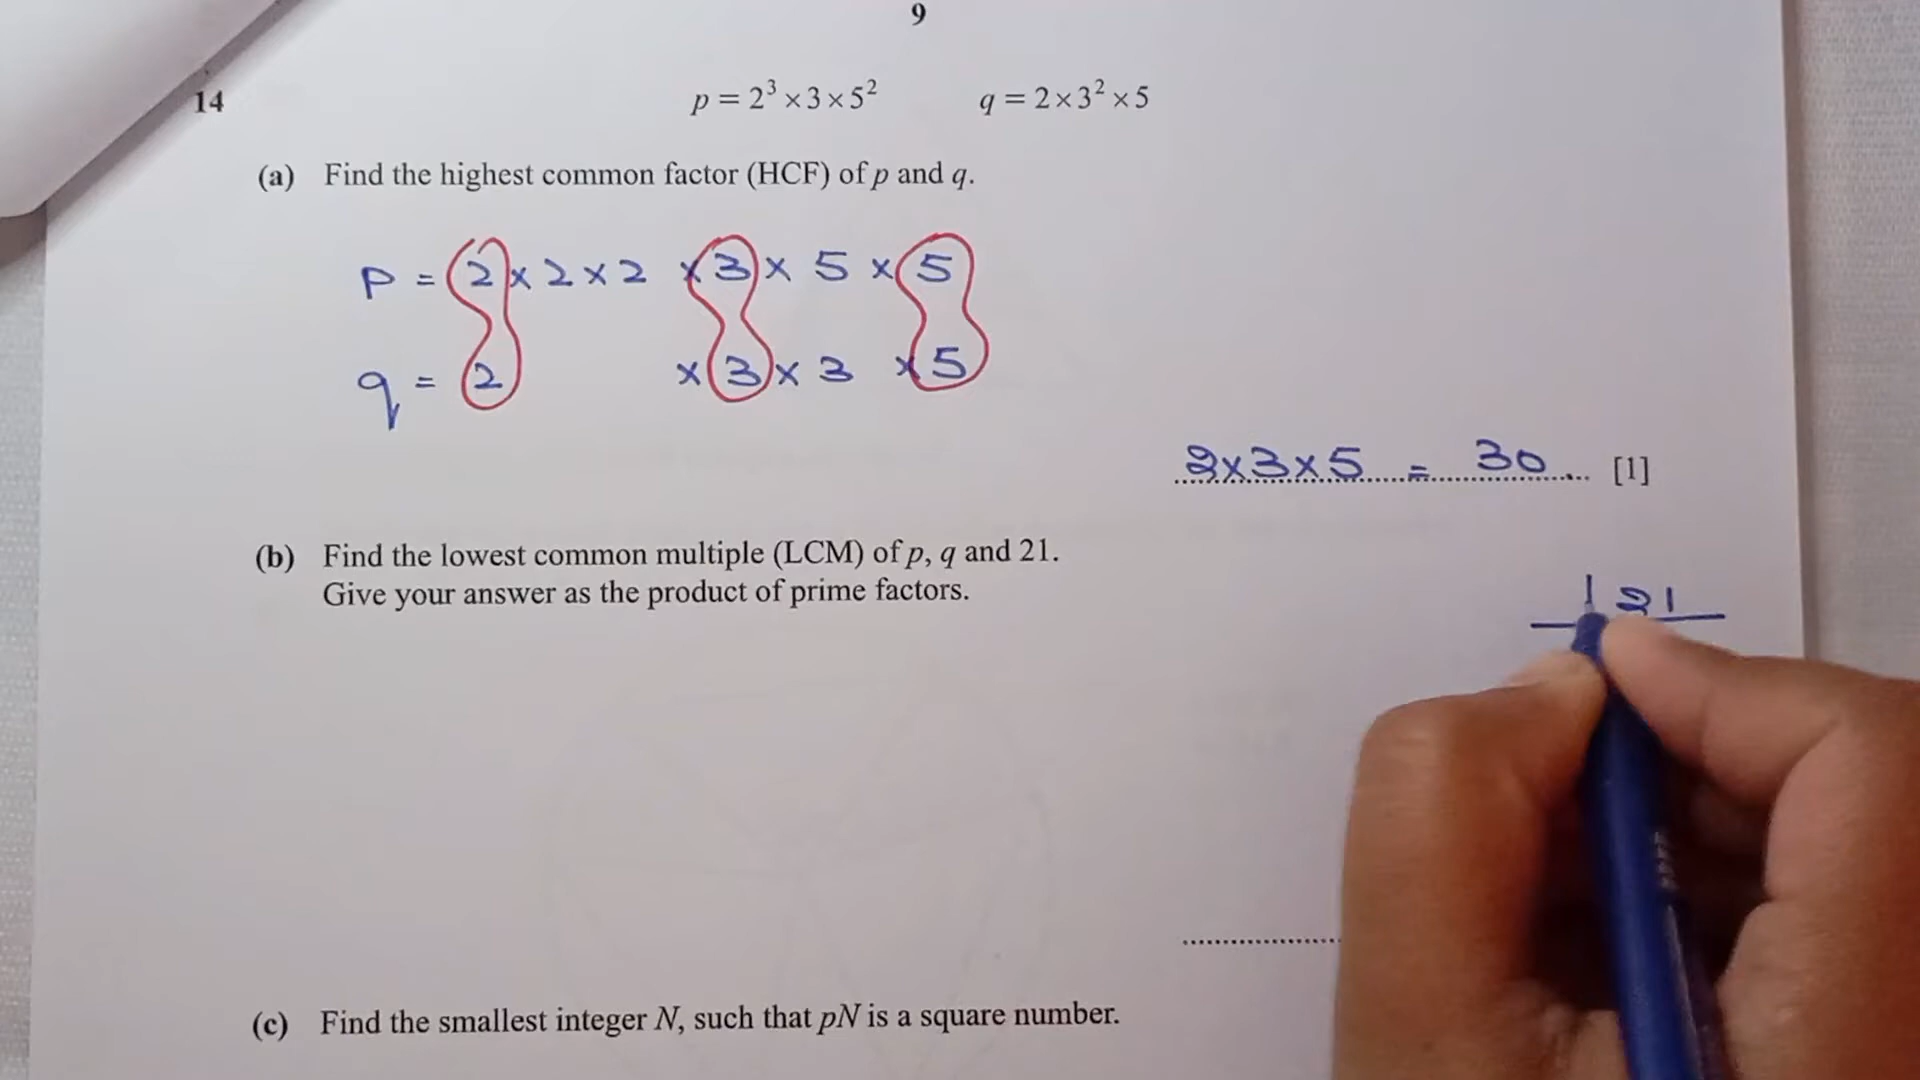 9
14 p = 2³ × 3 × 5² q = 2 × 3² × 5
(a) Find the highest common factor (HCF) of p and q.
P = 2 × 2 × 2 × 3 × 5 × 5
q = 2 × 3 × 3 × 5
2×3×5 = 30 [1]
(b) Find the lowest common multiple (LCM) of p, q and 21.
Give your answer as the product of prime factors.
21
(c) Find the smallest integer N, such that pN is a square number.